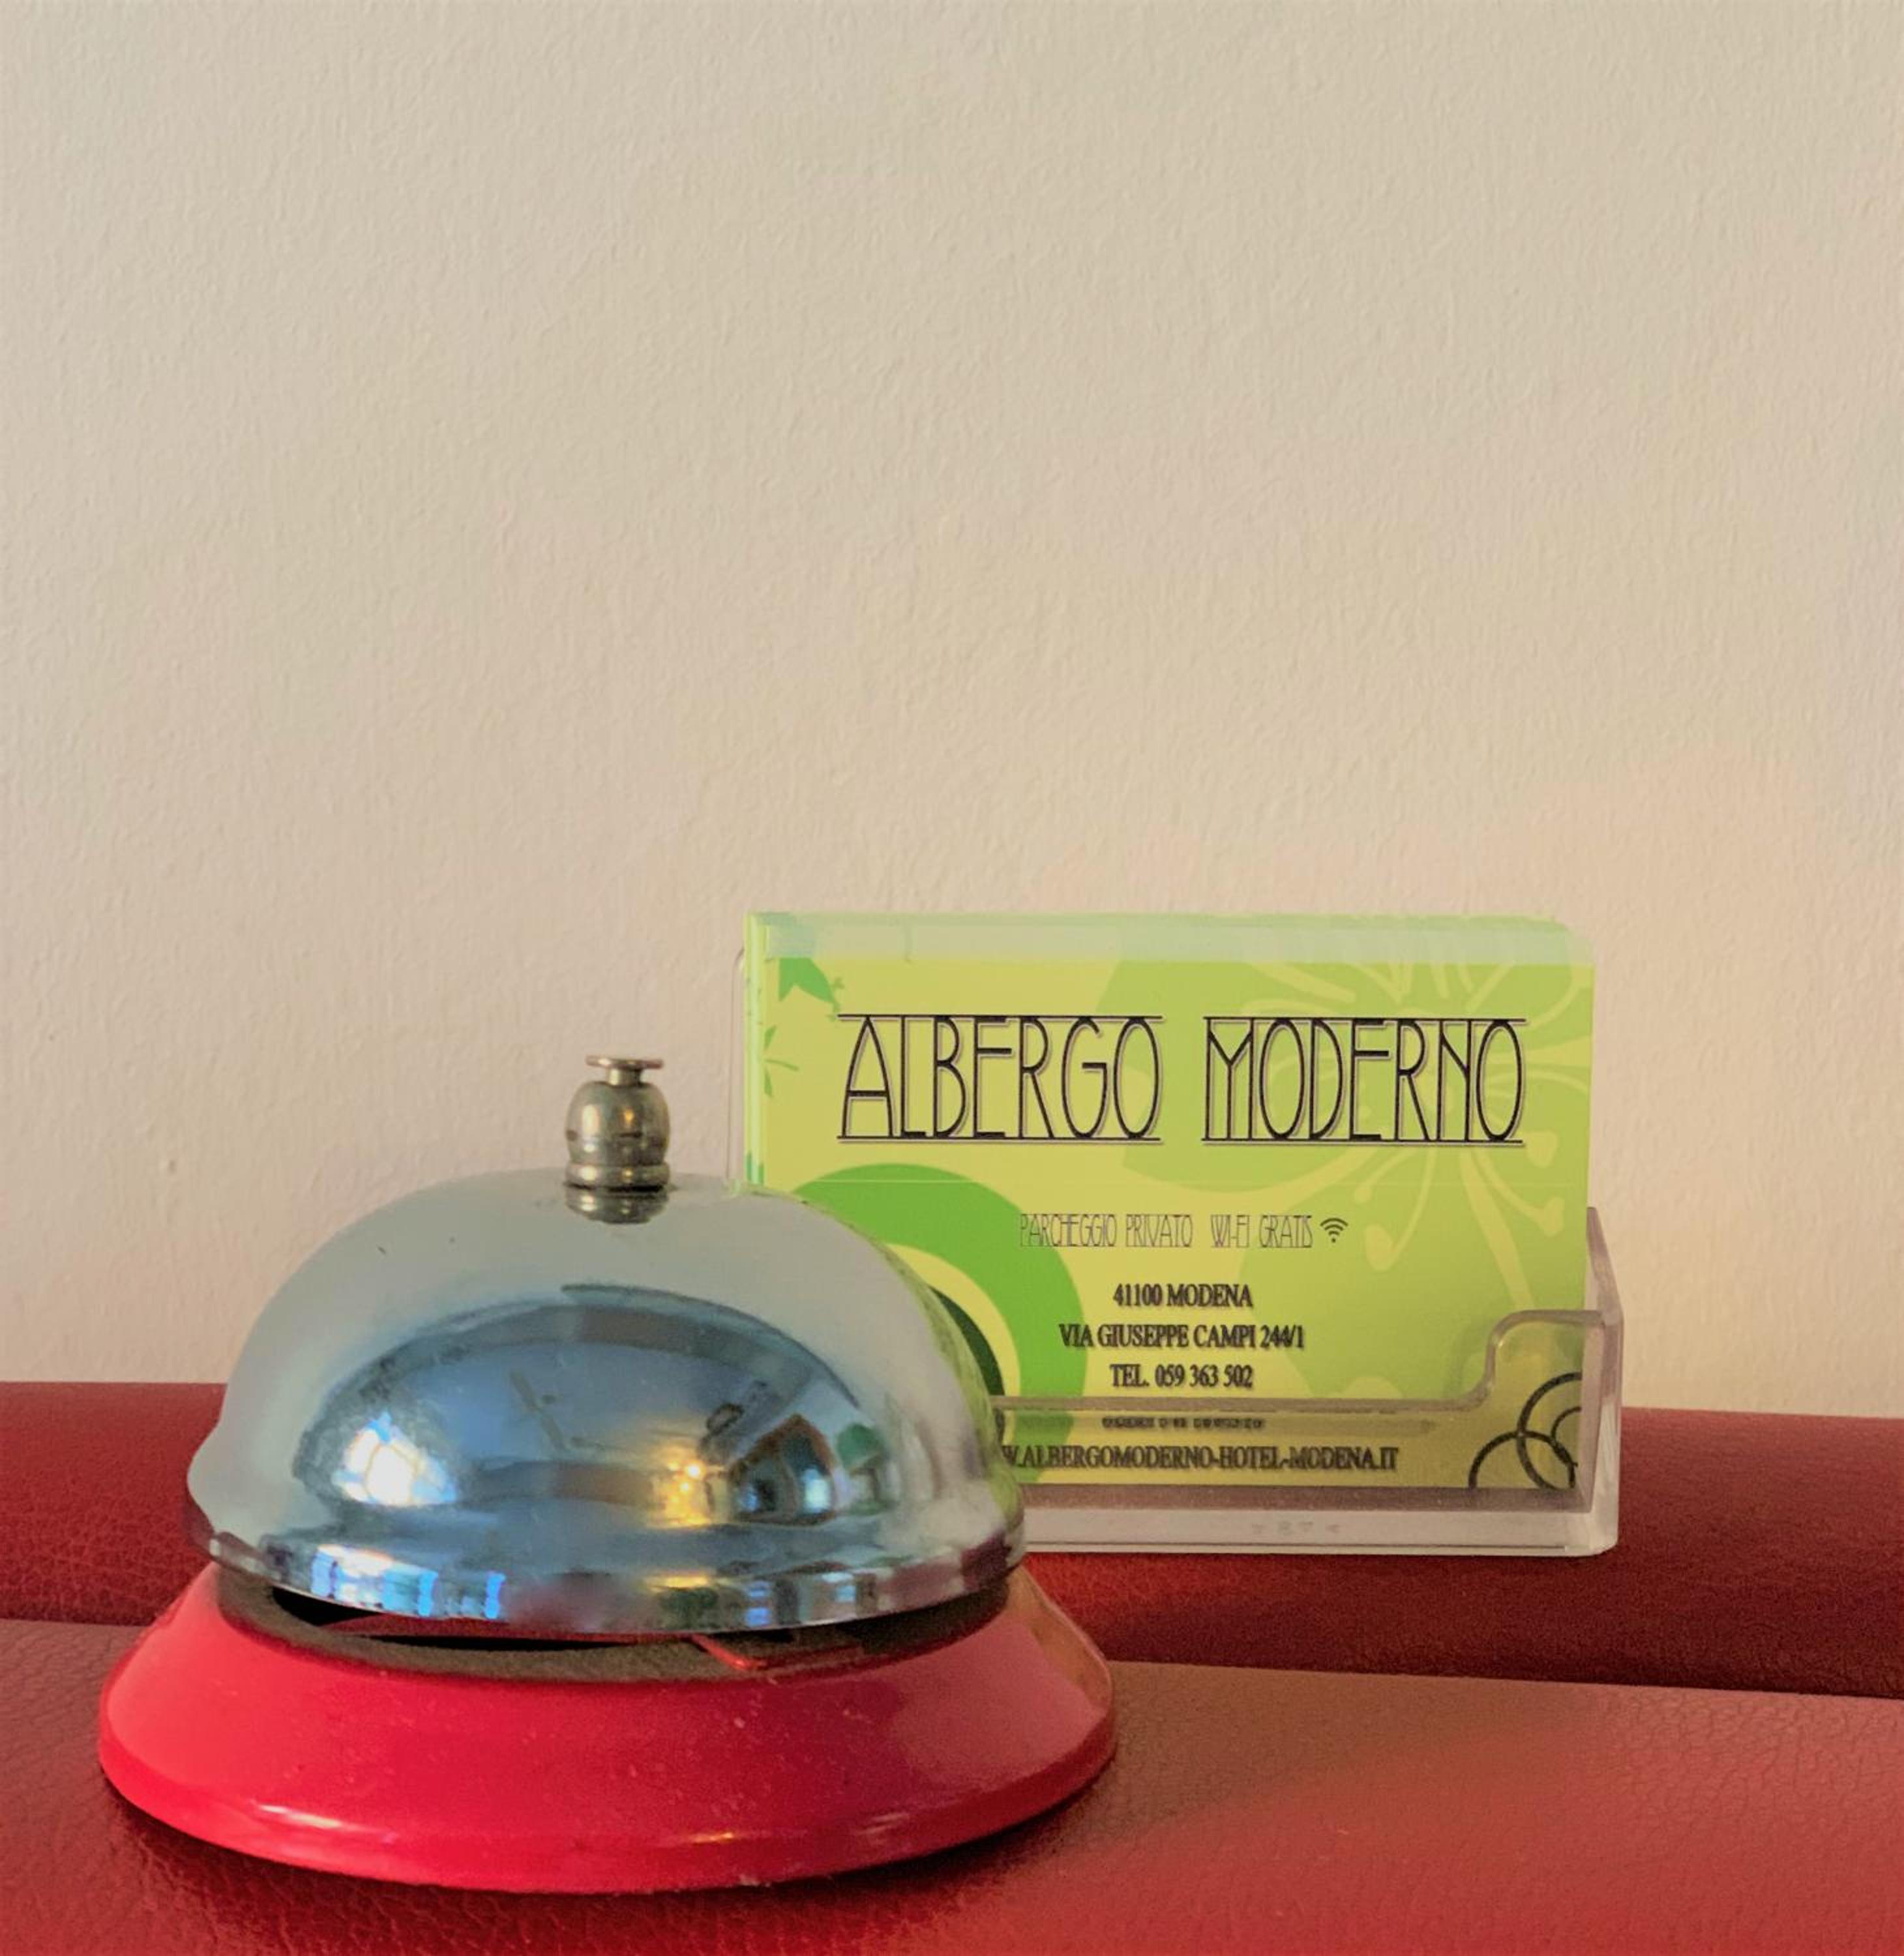 ALBERGO MODERNO
PARCHEGGIO PRIVATO WI-FI GRATIS
41100 MODENA
VIA GIUSEPPE CAMPI 244/1
TEL. 059 363 502
W.ALBERGOMODERNO-HOTEL-MODENA.IT